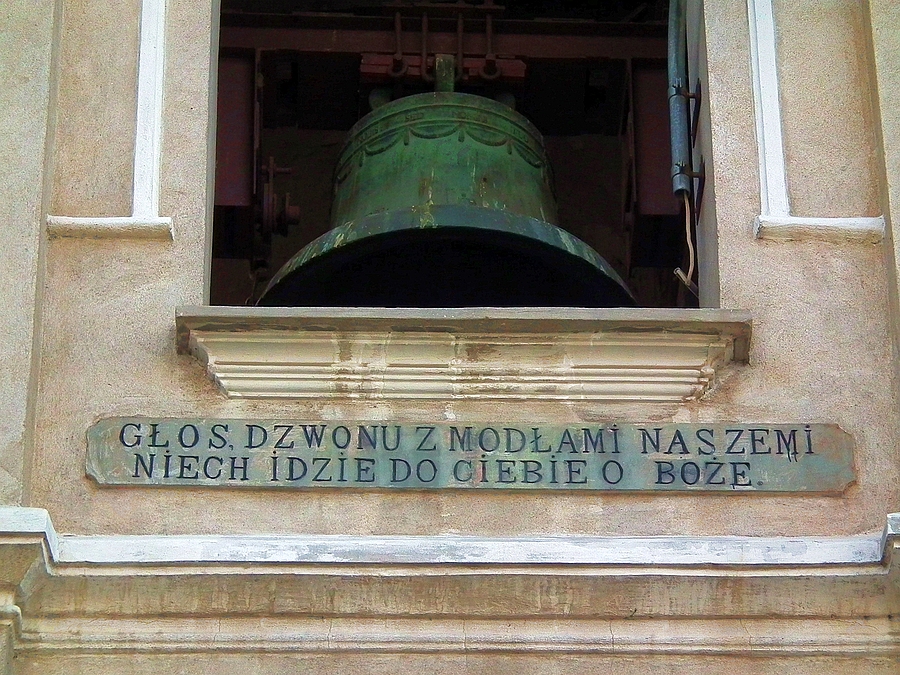 GŁOS, DZWONU Z MODŁAMI NASZEMI
NIECH IDZIE DO CIEBIE O BOŻE.